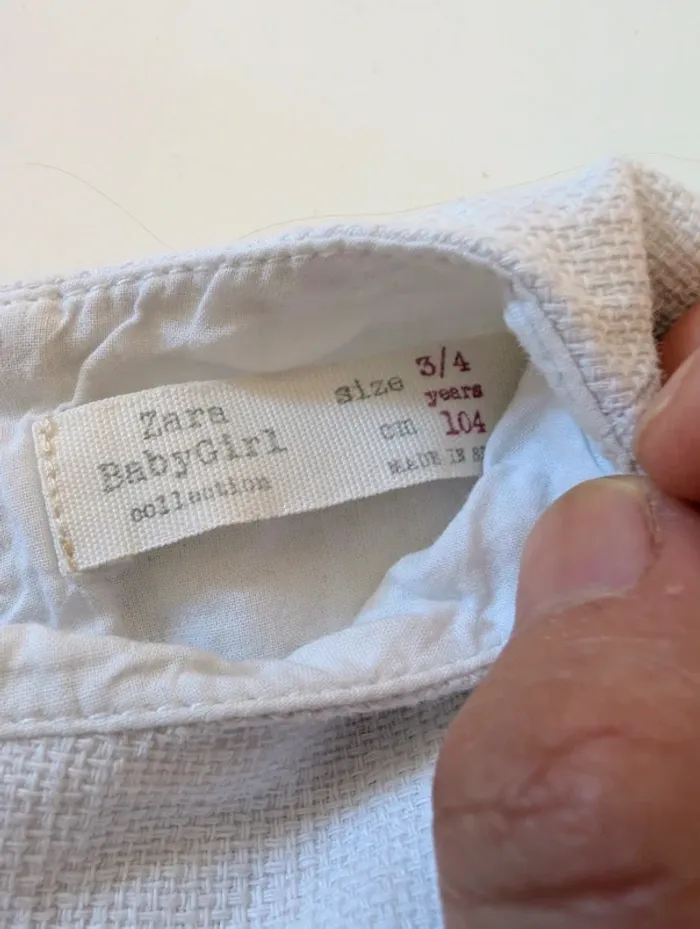 Zara
BabyGirl
collection
size 3/4
years
cm 104
MADE IN